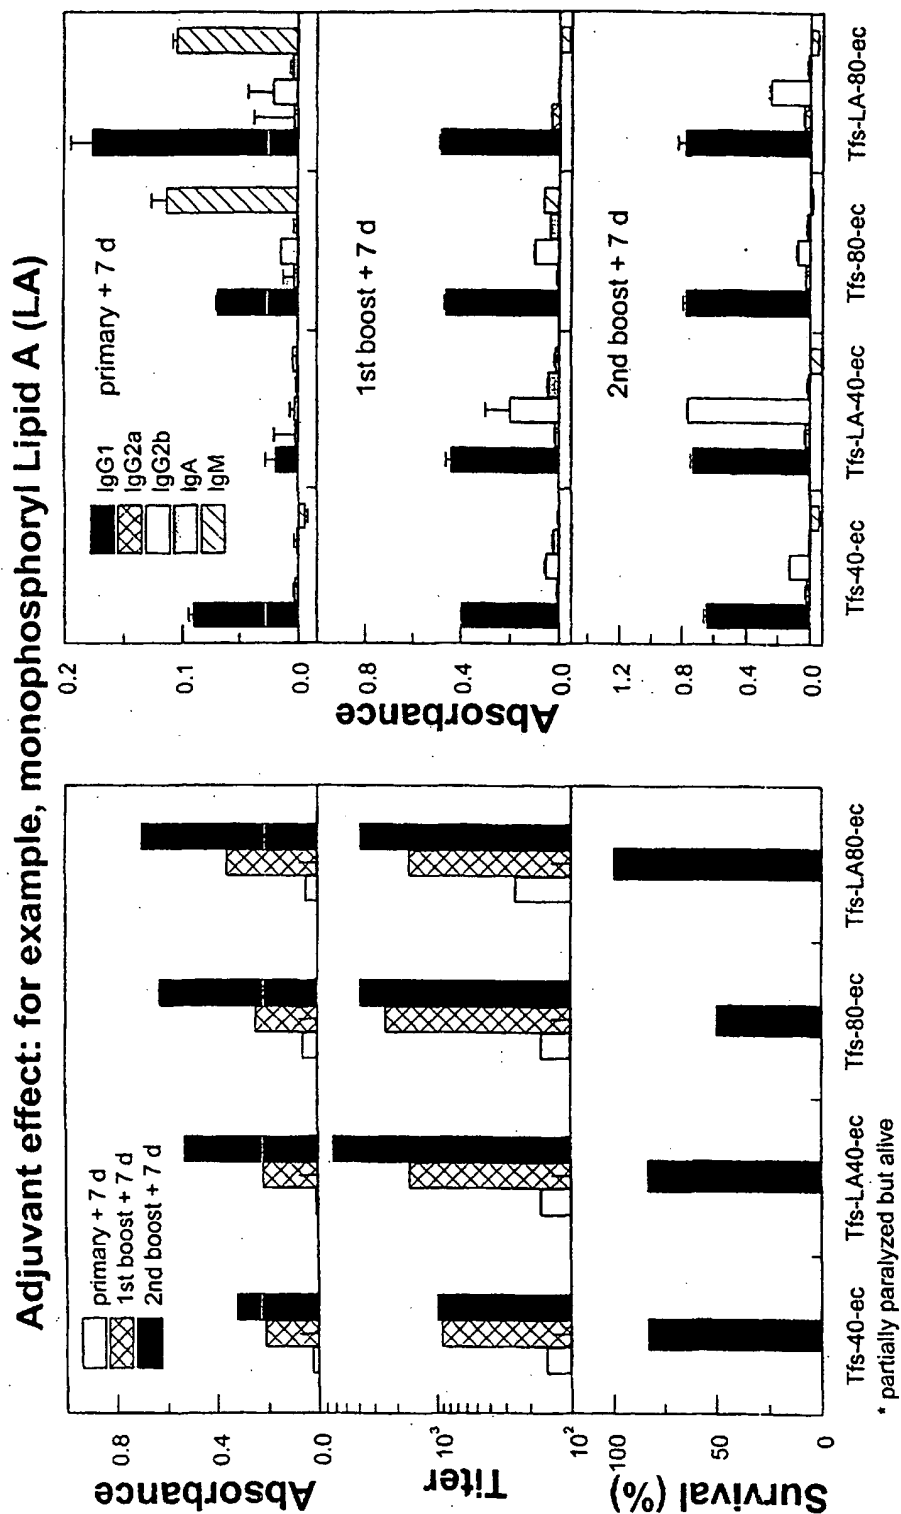 Adjuvant effect: for example, monophosphoryl Lipid A (LA)
primary + 7 d
1st boost + 7 d
2nd boost + 7 d
Absorbance
0.8
0.4
0.0
Titer
10³
10²
Survival (%)
100
50
0
Tfs-40-ec
Tfs-LA40-ec
Tfs-80-ec
Tfs-LA80-ec
* partially paralyzed but alive
Absorbance
0.2
0.1
0.0
IgG1
IgG2a
IgG2b
IgA
IgM
primary + 7 d
0.8
0.4
0.0
1st boost + 7 d
1.2
0.8
0.4
0.0
2nd boost + 7 d
Tfs-40-ec
Tfs-LA-40-ec
Tfs-80-ec
Tfs-LA-80-ec